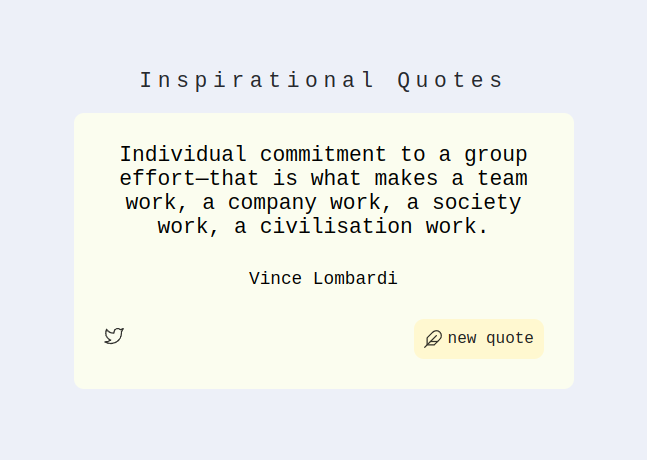 Inspirational Quotes
Individual commitment to a group
effort—that is what makes a team
work, a company work, a society
work, a civilisation work.
Vince Lombardi
new quote